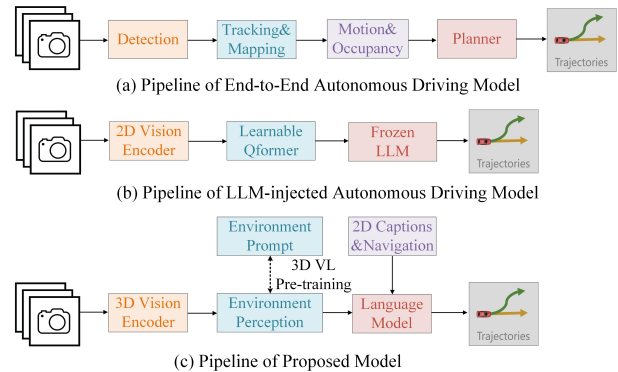 Detection
Tracking&
Mapping
Motion&
Occupancy
Planner
Trajectories
(a) Pipeline of End-to-End Autonomous Driving Model
2D Vision
Encoder
Learnable
Qformer
Frozen
LLM
Trajectories
(b) Pipeline of LLM-injected Autonomous Driving Model
Environment
Prompt
2D Captions
&Navigation
3D VL
Pre-training
3D Vision
Encoder
Environment
Perception
Language
Model
Trajectories
(c) Pipeline of Proposed Model